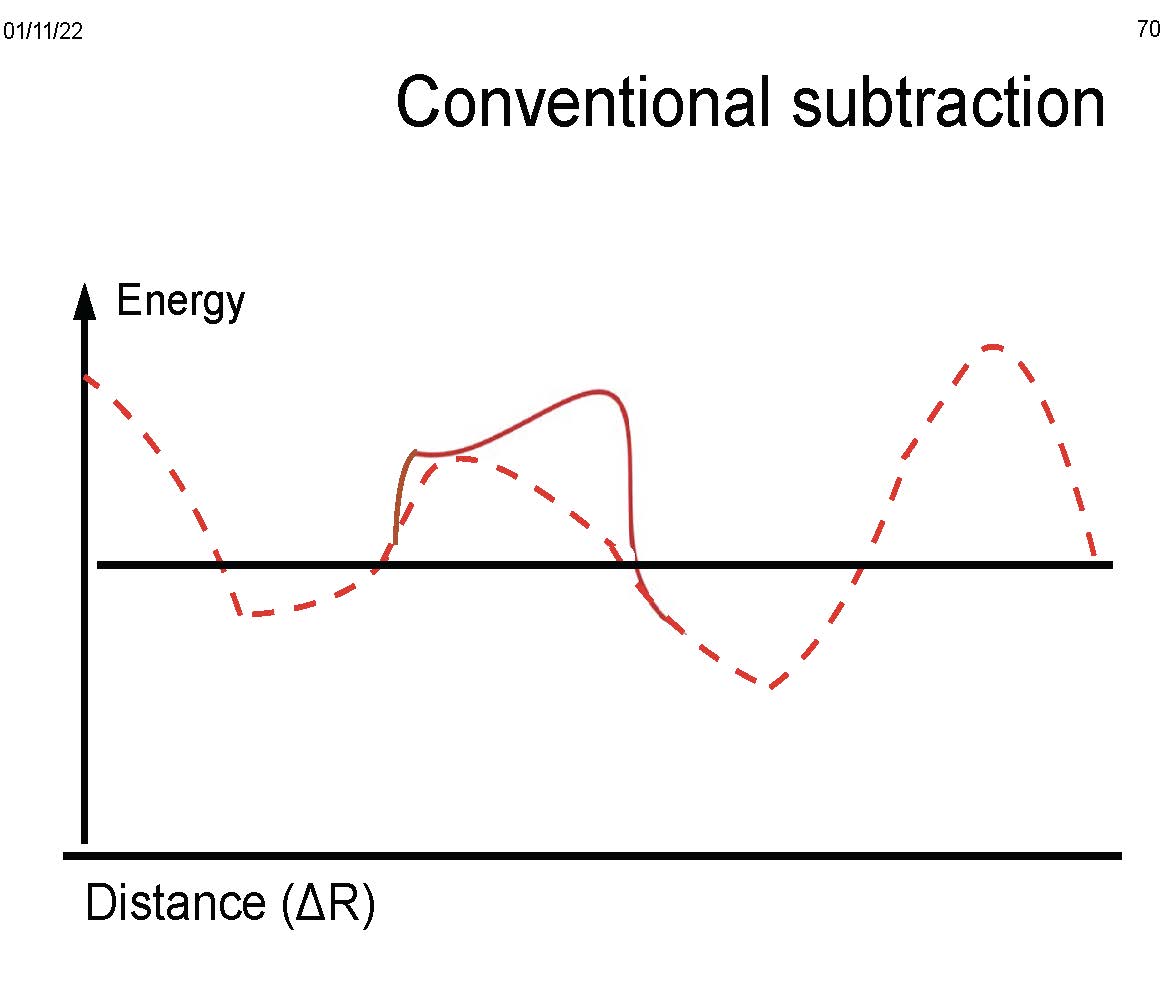 01/11/22
70
Conventional subtraction
Energy
Distance (ΔR)